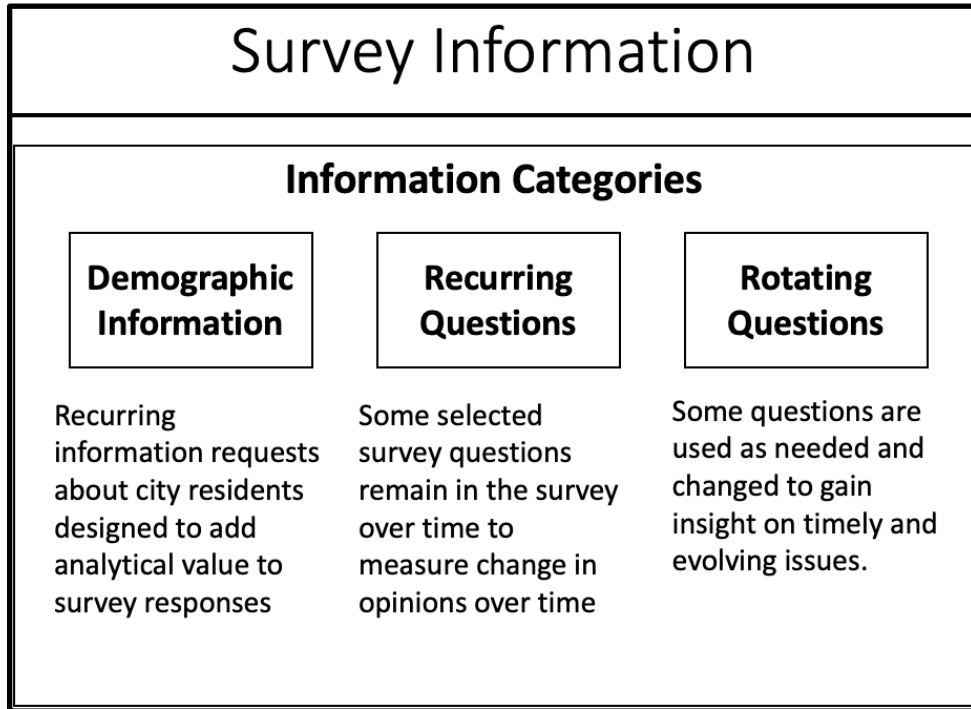 Survey Information
Information Categories
Demographic
Information
Recurring
information requests
about city residents
designed to add
analytical value to
survey responses
Recurring
Questions
Some selected
survey questions
remain in the survey
over time to
measure change in
opinions over time
Rotating
Questions
Some questions are
used as needed and
changed to gain
insight on timely and
evolving issues.